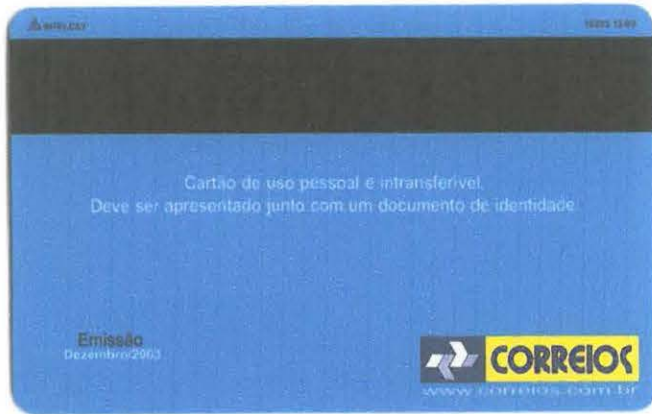 INTELCAV
Cartão de uso pessoal e intransferível.
Deve ser apresentado junto com um documento de identidade.
Emissão
Dezembro/2003
CORREIOS
www.correios.com.br